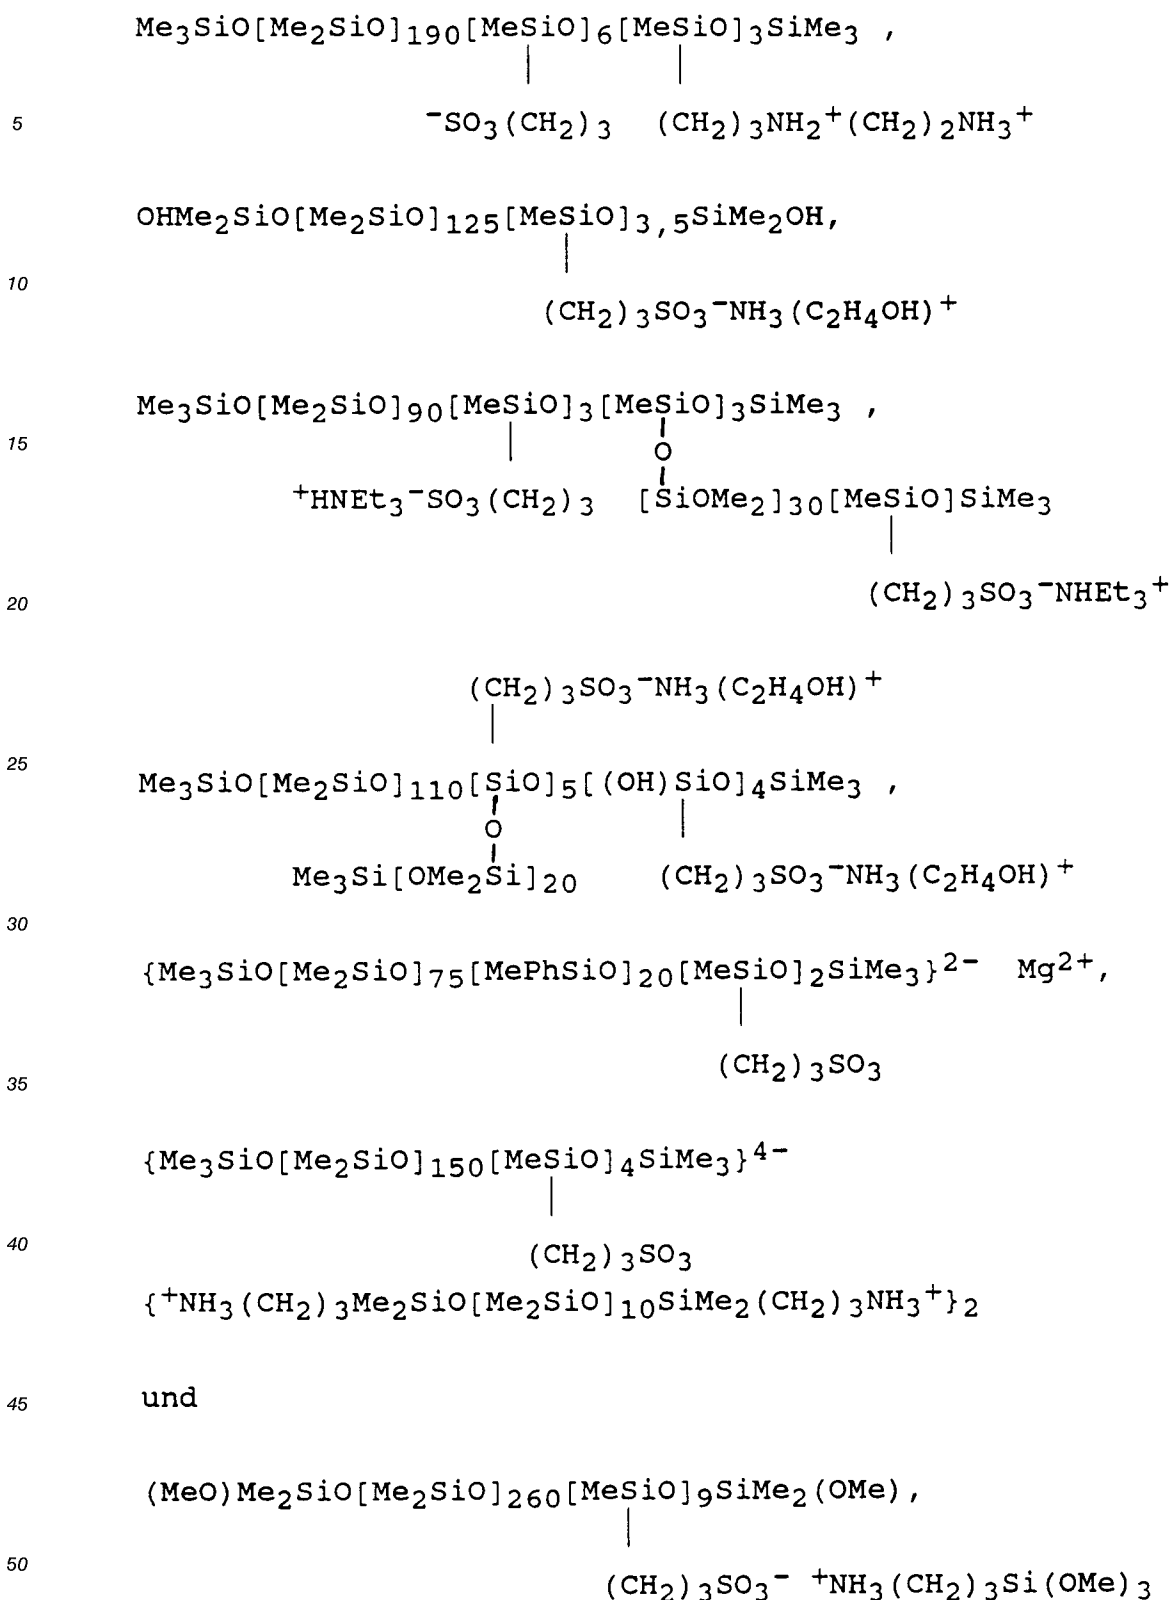 Me₃SiO[Me₂SiO]₁₉₀[MeSiO]₆[MeSiO]₃SiMe₃ ,
5 ⁻SO₃(CH₂)₃ (CH₂)₃NH₂⁺(CH₂)₂NH₃⁺
OHMe₂SiO[Me₂SiO]₁₂₅[MeSiO]₃,₅SiMe₂OH,
10
(CH₂)₃SO₃⁻NH₃(C₂H₄OH)⁺
Me₃SiO[Me₂SiO]₉₀[MeSiO]₃[MeSiO]₃SiMe₃ ,
15
O
⁺HNEt₃⁻SO₃(CH₂)₃ [SiOMe₂]₃₀[MeSiO]SiMe₃
20 (CH₂)₃SO₃⁻NHEt₃⁺
(CH₂)₃SO₃⁻NH₃(C₂H₄OH)⁺
25
Me₃SiO[Me₂SiO]₁₁₀[SiO]₅[(OH)SiO]₄SiMe₃ ,
O
Me₃Si[OMe₂Si]₂₀ (CH₂)₃SO₃⁻NH₃(C₂H₄OH)⁺
30
{Me₃SiO[Me₂SiO]₇₅[MePhSiO]₂₀[MeSiO]₂SiMe₃}²⁻ Mg²⁺,
(CH₂)₃SO₃
35
{Me₃SiO[Me₂SiO]₁₅₀[MeSiO]₄SiMe₃}⁴⁻
40
(CH₂)₃SO₃
{⁺NH₃(CH₂)₃Me₂SiO[Me₂SiO]₁₀SiMe₂(CH₂)₃NH₃⁺}₂
45 und
(MeO)Me₂SiO[Me₂SiO]₂₆₀[MeSiO]₉SiMe₂(OMe),
50
(CH₂)₃SO₃⁻ ⁺NH₃(CH₂)₃Si(OMe)₃